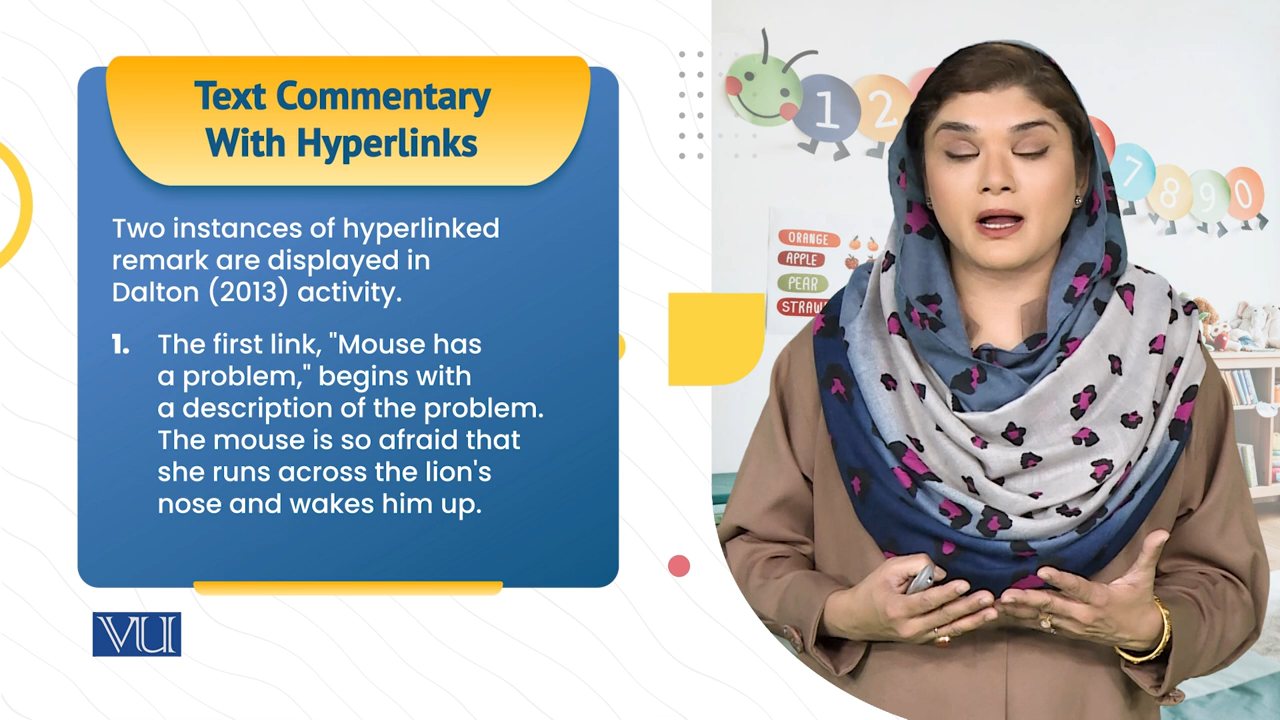 Text Commentary
With Hyperlinks
Two instances of hyperlinked
remark are displayed in
Dalton (2013) activity.
1. The first link, "Mouse has
a problem," begins with
a description of the problem.
The mouse is so afraid that
she runs across the lion's
nose and wakes him up.
VU
1 2
7 8 9 0
ORANGE
APPLE
PEAR